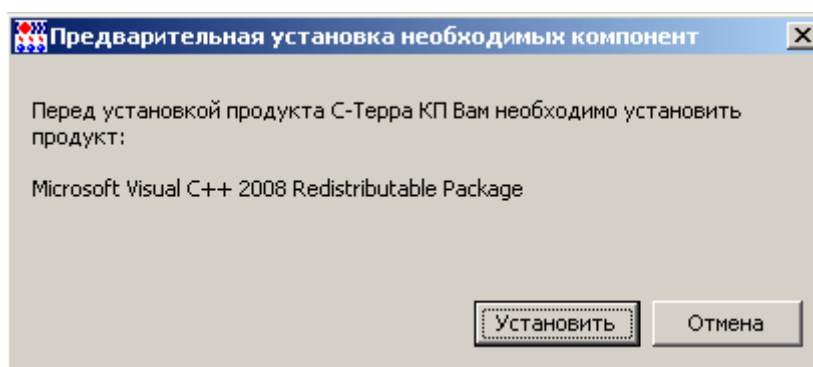 Предварительная установка необходимых компонент
Перед установкой продукта С-Терра КП Вам необходимо установить
продукт:
Microsoft Visual C++ 2008 Redistributable Package
Установить
Отмена